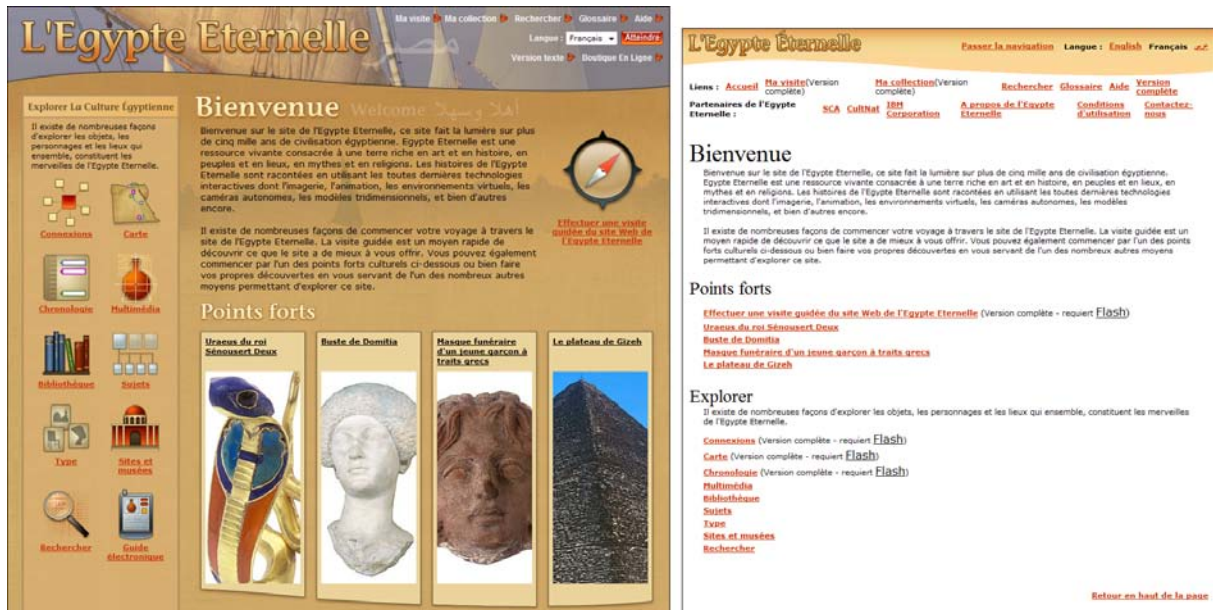 L'Egypte Eternelle
مصر
Ma visite Ma collection Rechercher Glossaire Aide
Langue : Français Atteindre
Version texte Boutique En Ligne
Explorer La Culture Égyptienne
Il existe de nombreuses façons
d'explorer les objets, les
personnages et les lieux qui
ensemble, constituent les
merveilles de l'Egypte Eternelle.
Connexions Carte
Chronologie Multimédia
Bibliothèque Sujets
Type Sites et
musées
Rechercher Guide
électronique
Bienvenue Welcome أهلا وسهلا
Bienvenue sur le site de l'Egypte Eternelle, ce site fait la lumière sur plus
de cinq mille ans de civilisation égyptienne. Egypte Eternelle est une
ressource vivante consacrée à une terre riche en art et en histoire, en
peuples et en lieux, en mythes et en religions. Les histoires de l'Egypte
Eternelle sont racontées en utilisant les toutes dernières technologies
interactives dont l'imagerie, l'animation, les environnements virtuels, les
caméras autonomes, les modèles tridimensionnels, et bien d'autres
encore.
Il existe de nombreuses façons de commencer votre voyage à travers le
site de l'Egypte Eternelle. La visite guidée est un moyen rapide de
découvrir ce que le site a de mieux à vous offrir. Vous pouvez également
commencer par l'un des points forts culturels ci-dessous ou bien faire
vos propres découvertes en vous servant de l'un des nombreux autres
moyens permettant d'explorer ce site.
Effectuer une visite
guidée du site Web de
l'Egypte Eternelle
Points forts
Uraeus du roi
Sénousert Deux
Buste de Domitia
Masque funéraire
d'un jeune garçon à
traits grecs
Le plateau de Gizeh
L'Egypte Éternelle
Passer la navigation Langue : English Français عربي
Liens : Accueil Ma visite(Version
complète) Ma collection(Version
complète) Rechercher Glossaire Aide Version
complète
Partenaires de l'Egypte
Eternelle : SCA CultNat IBM
Corporation A propos de l'Egypte
Eternelle Conditions
d'utilisation Contactez-
nous
Bienvenue
Bienvenue sur le site de l'Egypte Eternelle, ce site fait la lumière sur plus de cinq mille ans de civilisation égyptienne.
Egypte Eternelle est une ressource vivante consacrée à une terre riche en art et en histoire, en peuples et en lieux, en
mythes et en religions. Les histoires de l'Egypte Eternelle sont racontées en utilisant les toutes dernières technologies
interactives dont l'imagerie, l'animation, les environnements virtuels, les caméras autonomes, les modèles
tridimensionnels, et bien d'autres encore.
Il existe de nombreuses façons de commencer votre voyage à travers le site de l'Egypte Eternelle. La visite guidée est un
moyen rapide de découvrir ce que le site a de mieux à vous offrir. Vous pouvez également commencer par l'un des points
forts culturels ci-dessous ou bien faire vos propres découvertes en vous servant de l'un des nombreux autres moyens
permettant d'explorer ce site.
Points forts
Effectuer une visite guidée du site Web de l'Egypte Eternelle (Version complète - requiert Flash)
Uraeus du roi Sénousert Deux
Buste de Domitia
Masque funéraire d'un jeune garçon à traits grecs
Le plateau de Gizeh
Explorer
Il existe de nombreuses façons d'explorer les objets, les personnages et les lieux qui ensemble, constituent les merveilles
de l'Egypte Eternelle.
Connexions (Version complète - requiert Flash)
Carte (Version complète - requiert Flash)
Chronologie (Version complète - requiert Flash)
Multimédia
Bibliothèque
Sujets
Type
Sites et musées
Rechercher
Retour en haut de la page